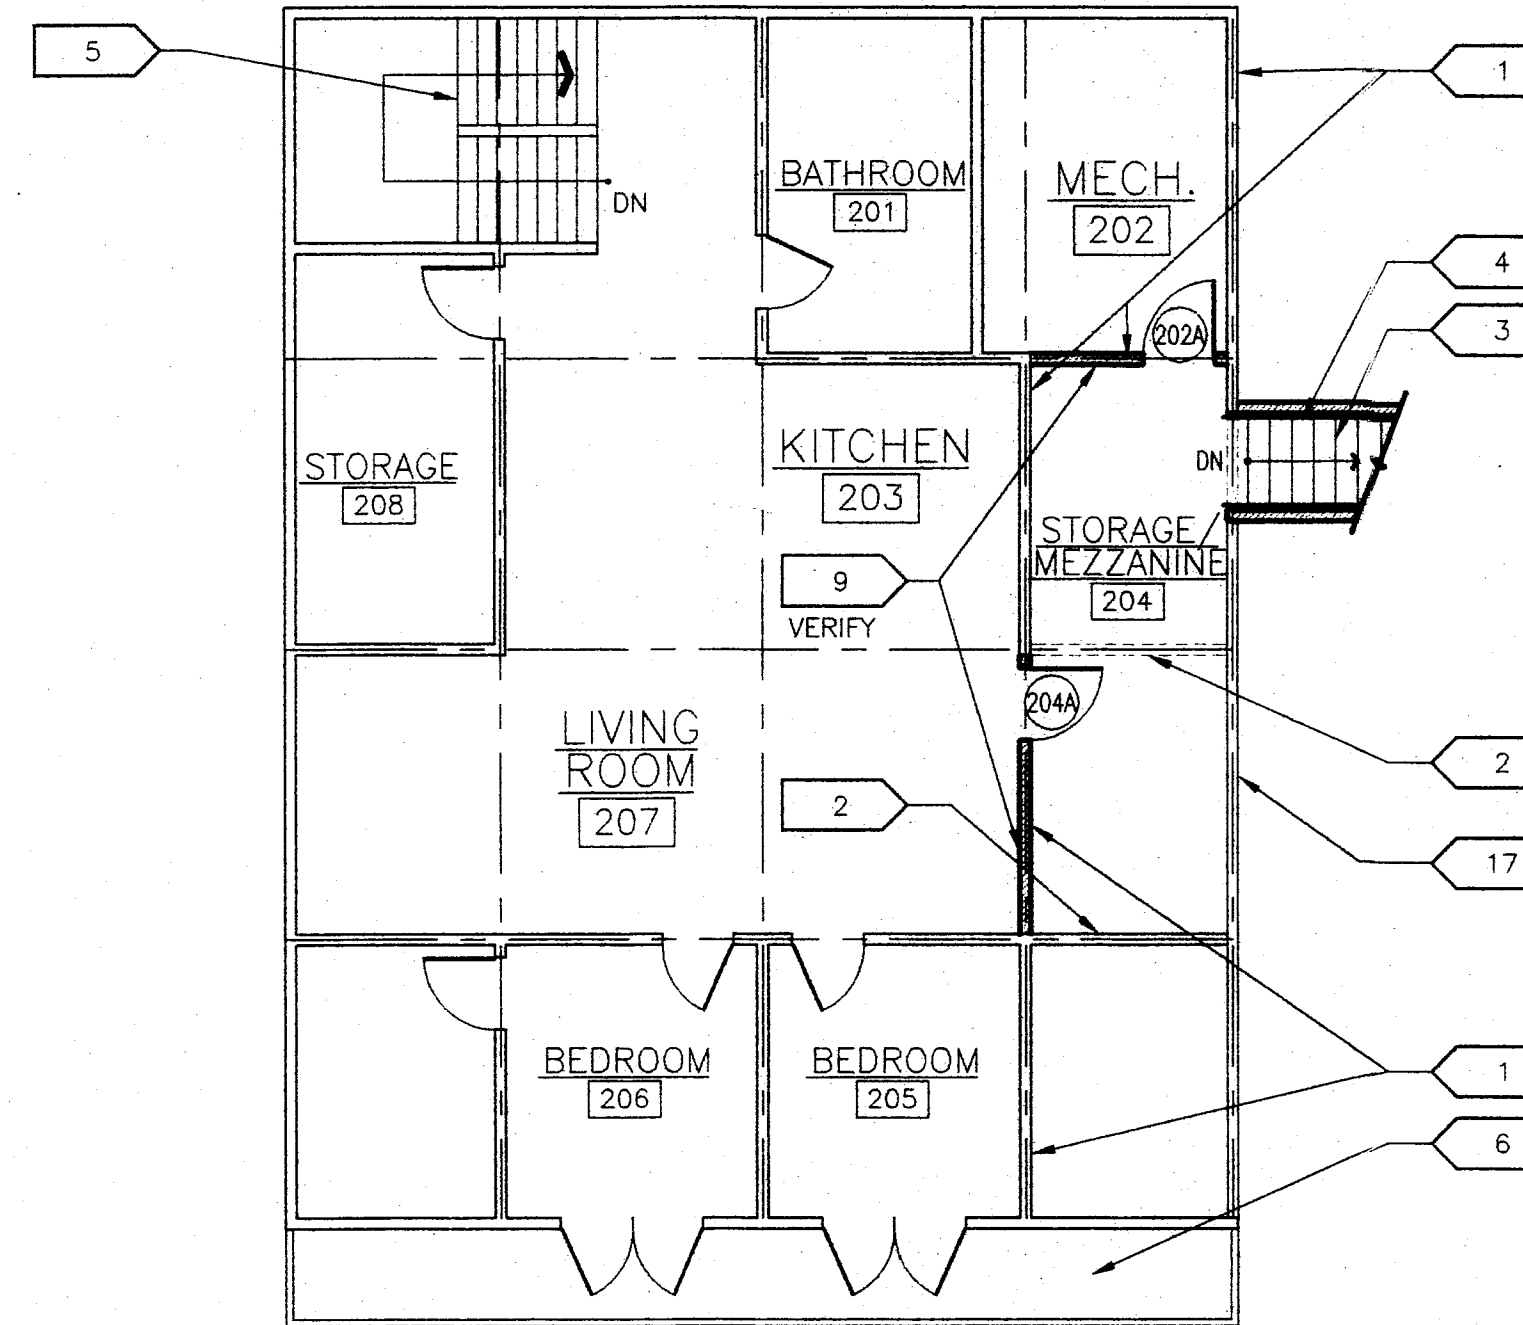 5
1
BATHROOM
201
MECH.
202
DN
4
202A
3
KITCHEN
203
STORAGE
208
DN
STORAGE
MEZZANINE
204
9
VERIFY
204A
LIVING
ROOM
207
2
2
17
BEDROOM
206
BEDROOM
205
1
6